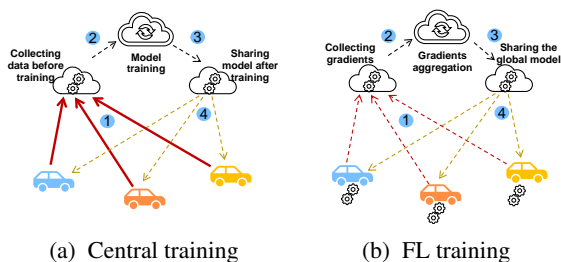 Collecting
data before
training
2
3
Model
training
Sharing
model after
training
1
4
(a) Central training
Collecting
gradients
2
3
Gradients
aggregation
Sharing the
global model
1
4
(b) FL training